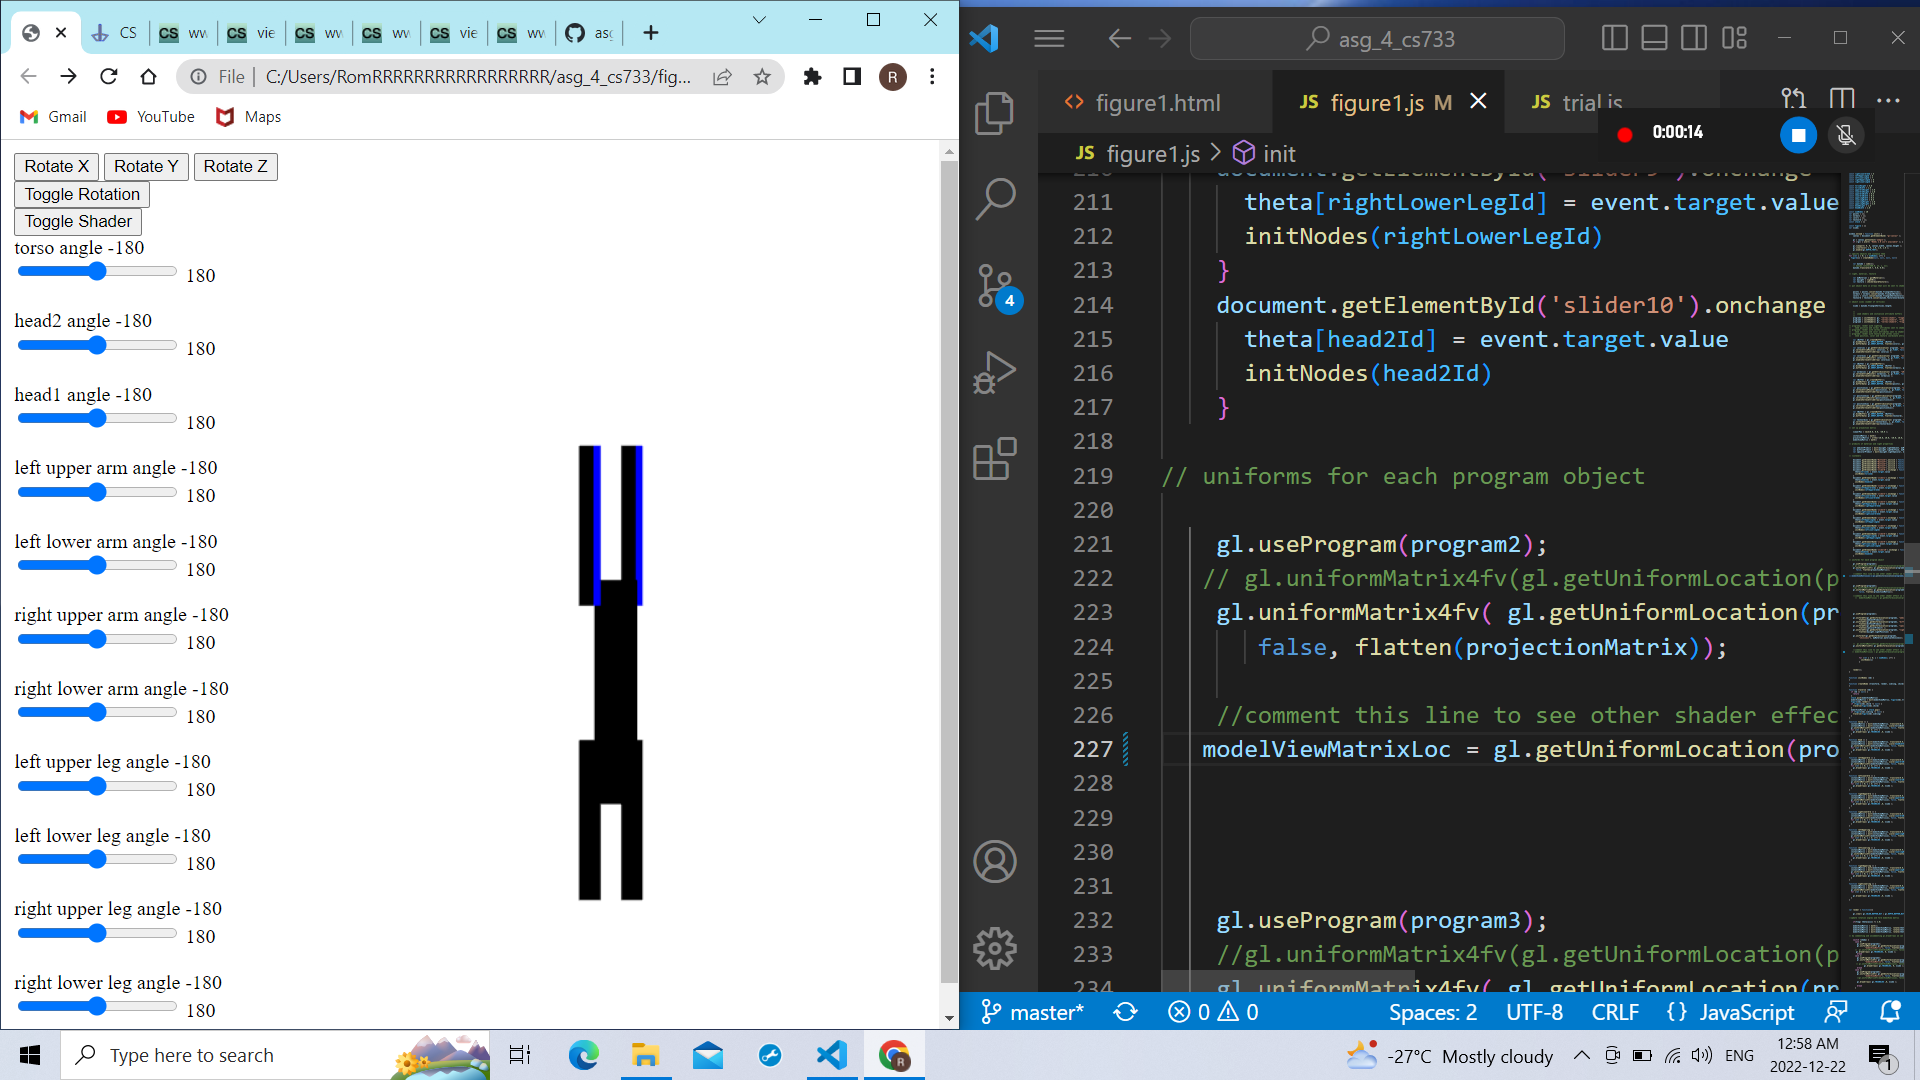 CS
ww
vie
ww
ww
vie
ww
as
File | C:/Users/RomRRRRRRRRRRRRRRRRR/asg_4_cs733/fig...
R
Gmail YouTube Maps
Rotate X Rotate Y Rotate Z
Toggle Rotation
Toggle Shader
torso angle -180
180
head2 angle -180
180
head1 angle -180
180
left upper arm angle -180
180
left lower arm angle -180
180
right upper arm angle -180
180
right lower arm angle -180
180
left upper leg angle -180
180
left lower leg angle -180
180
right upper leg angle -180
180
right lower leg angle -180
180
asg_4_cs733
figure1.html
JS figure1.js M
JS trial.js
0:00:14
JS figure1.js > init
4
211 theta[rightLowerLegId] = event.target.value
212 initNodes(rightLowerLegId)
213 }
214 document.getElementById('slider10').onchange
215 theta[head2Id] = event.target.value
216 initNodes(head2Id)
217 }
218
219 // uniforms for each program object
220
221 gl.useProgram(program2);
222 // gl.uniformMatrix4fv(gl.getUniformLocation(p
223 gl.uniformMatrix4fv( gl.getUniformLocation(pr
224 false, flatten(projectionMatrix));
225
226 //comment this line to see other shader effec
227 modelViewMatrixLoc = gl.getUniformLocation(pro
228
229
230
231
232 gl.useProgram(program3);
233 //gl.uniformMatrix4fv(gl.getUniformLocation(p
234 gl.uniformMatrix4fv( gl.getUniformLocation(pr
master* 0 0 Spaces: 2 UTF-8 CRLF {} JavaScript
Type here to search
-27°C Mostly cloudy
ENG
12:58 AM
2022-12-22
1